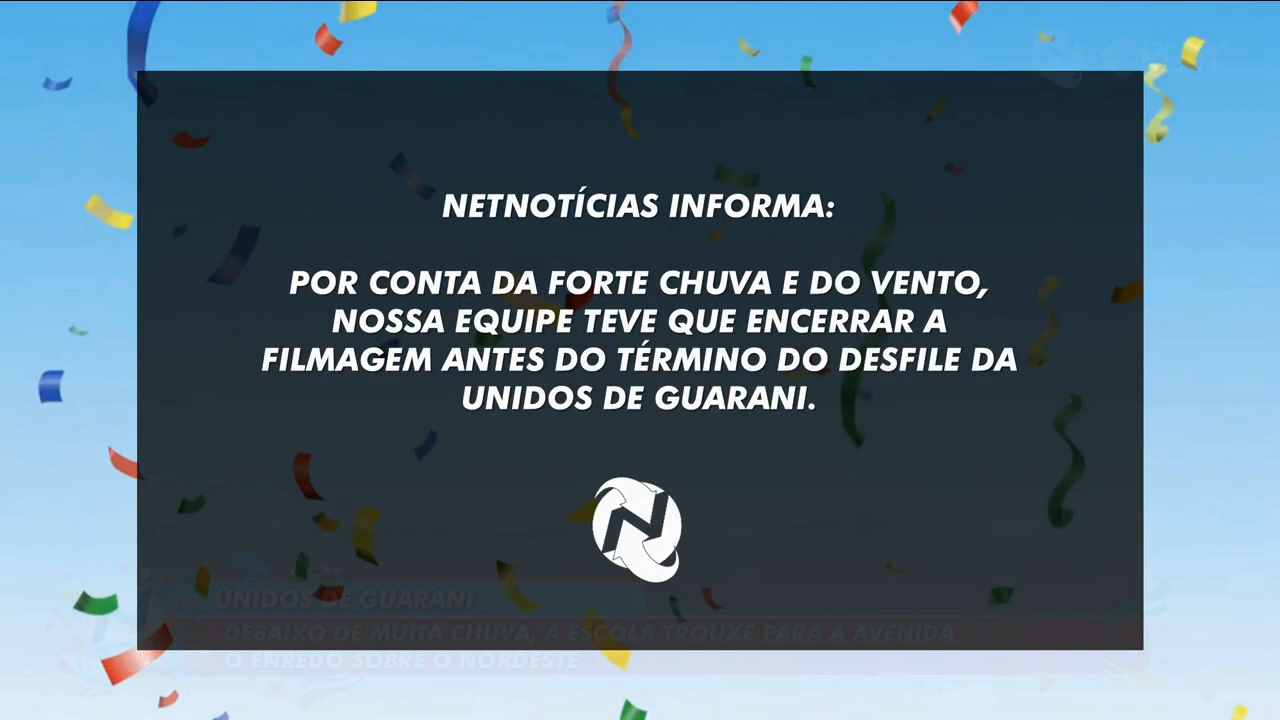 NETNOTÍCIAS INFORMA:
POR CONTA DA FORTE CHUVA E DO VENTO,
NOSSA EQUIPE TEVE QUE ENCERRAR A
FILMAGEM ANTES DO TÉRMINO DO DESFILE DA
UNIDOS DE GUARANI.
UNIDOS DE GUARANI
DEBAIXO DE MUITA CHUVA, A ESCOLA TROUXE PARA A AVENIDA
O ENREDO SOBRE O NORDESTE